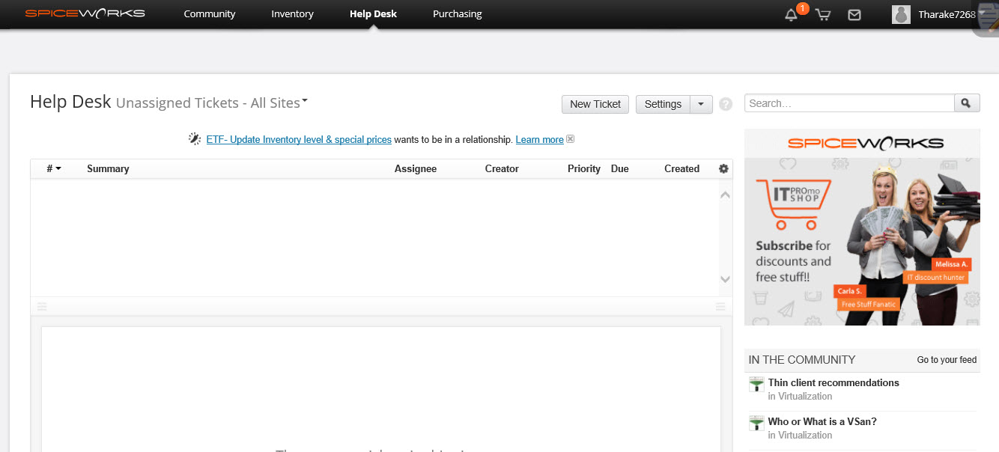 SPICEWORKS Community Inventory Help Desk Purchasing 1 Tharake7268
Help Desk Unassigned Tickets - All Sites
New Ticket Settings ? Search...
ETF- Update Inventory level & special prices wants to be in a relationship. Learn more
# Summary Assignee Creator Priority Due Created
SPICEWORKS
IT PROmo
SHOP
Subscribe for
discounts and
free stuff!!
Melissa A.
IT discount hunter
Carla S.
Free Stuff Fanatic
IN THE COMMUNITY Go to your feed
Thin client recommendations
in Virtualization
Who or What is a VSan?
in Virtualization